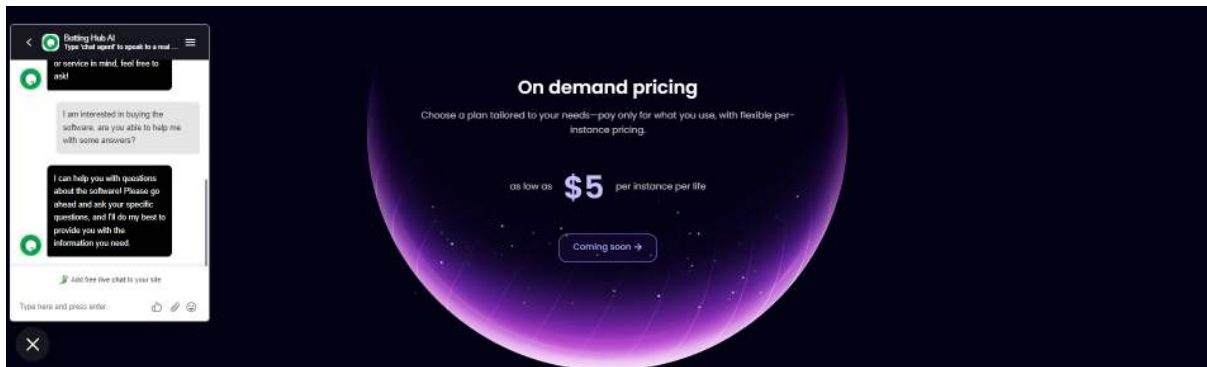 Botting Hub AI
Type 'chat agent' to speak to a real ...
or service in mind, feel free to
ask!
I am interested in buying the
software, are you able to help me
with some answers?
I can help you with questions
about the software! Please go
ahead and ask your specific
questions, and I'll do my best to
provide you with the
information you need.
Add free live chat to your site
Type here and press enter.
On demand pricing
Choose a plan tailored to your needs—pay only for what you use, with flexible per-
instance pricing.
as low as $5 per instance per life
Coming soon →